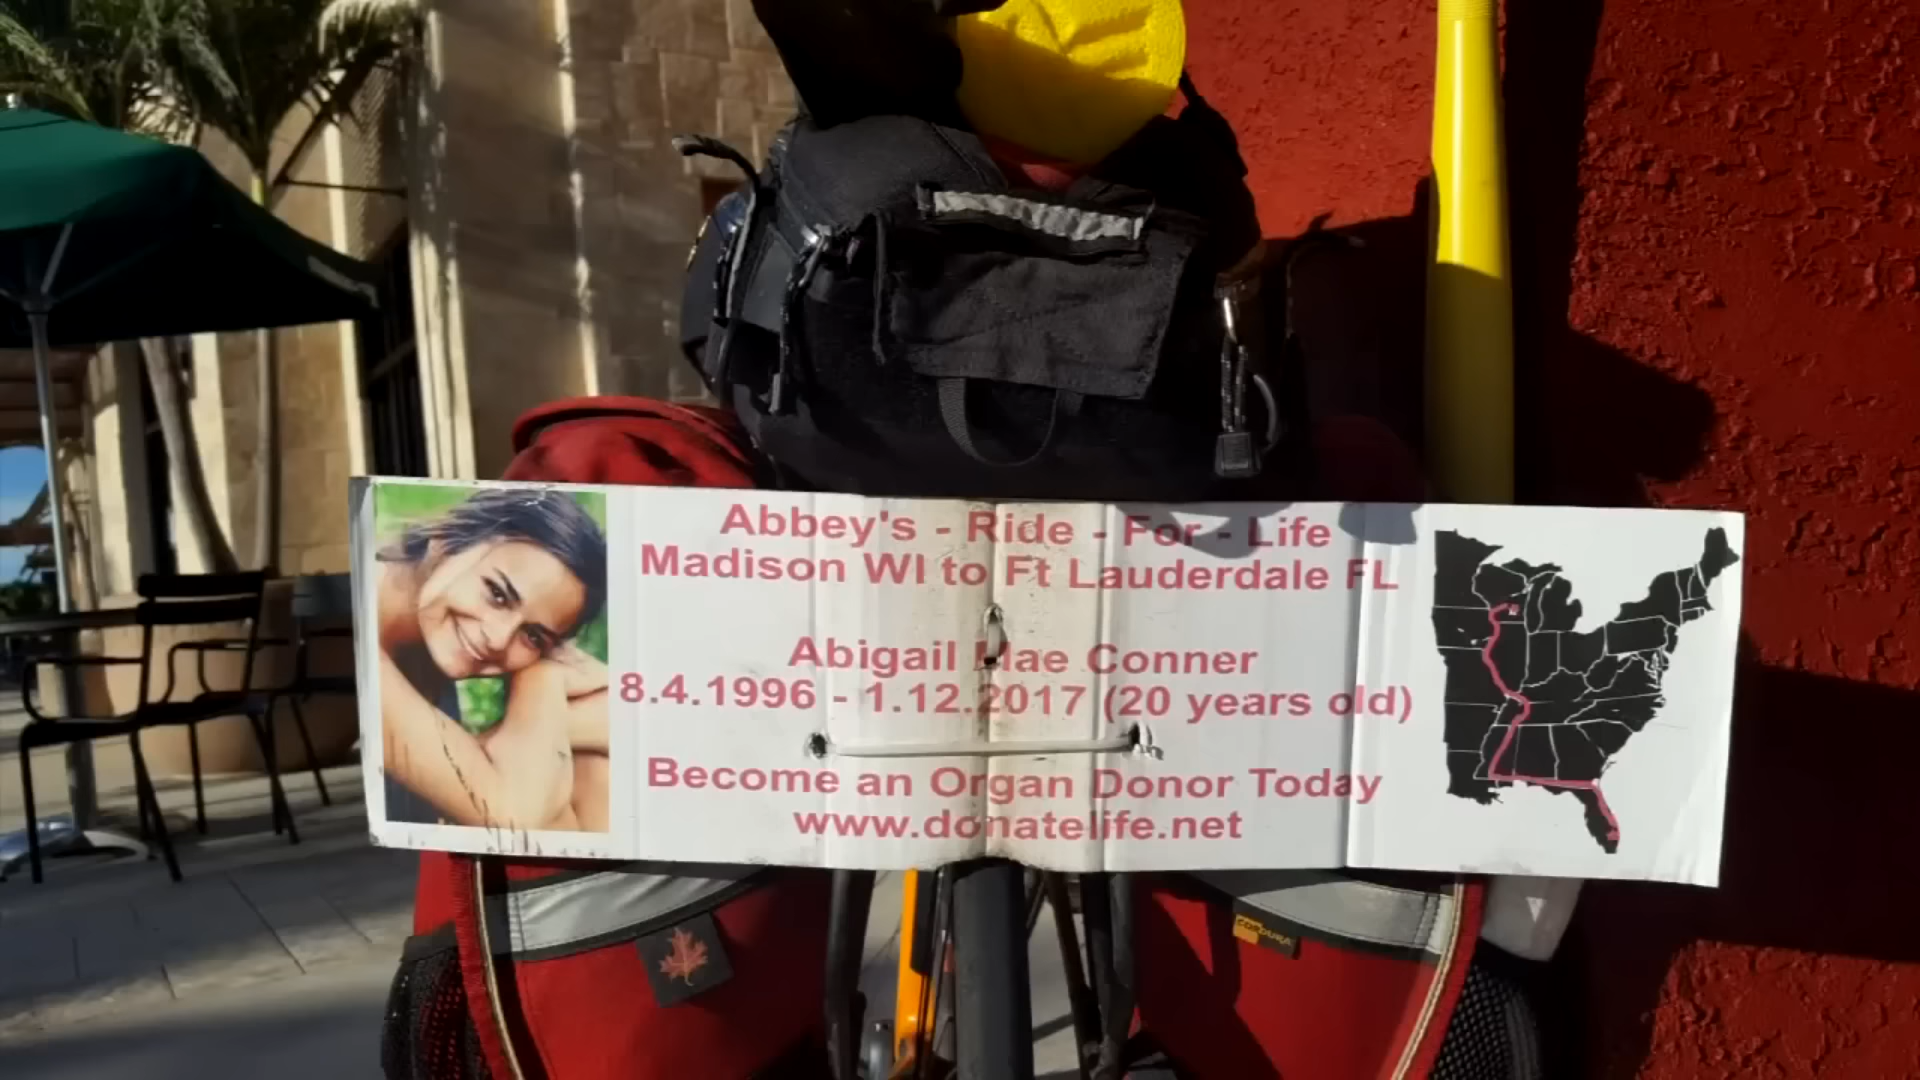 Abbey's - Ride - For - Life
Madison WI to Ft Lauderdale FL
Abigail Mae Conner
8.4.1996 - 1.12.2017 (20 years old)
Become an Organ Donor Today
www.donatelife.net
CORDURA